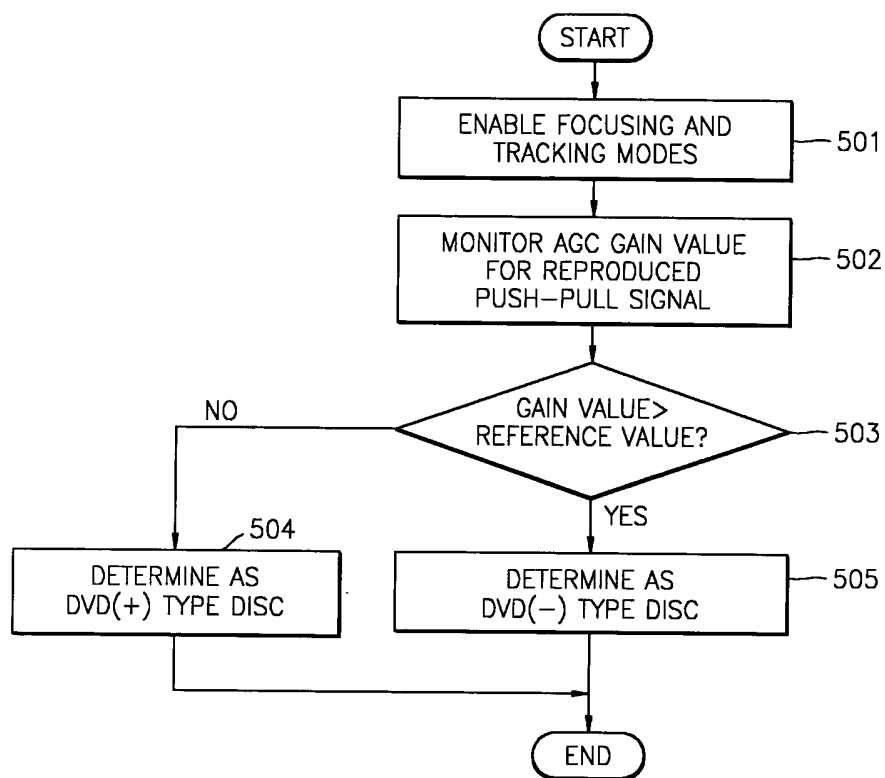 START
ENABLE FOCUSING AND
TRACKING MODES
501
MONITOR AGC GAIN VALUE
FOR REPRODUCED
PUSH-PULL SIGNAL
502
GAIN VALUE>
REFERENCE VALUE?
503
NO
YES
504
DETERMINE AS
DVD(+) TYPE DISC
DETERMINE AS
DVD(-) TYPE DISC
505
END